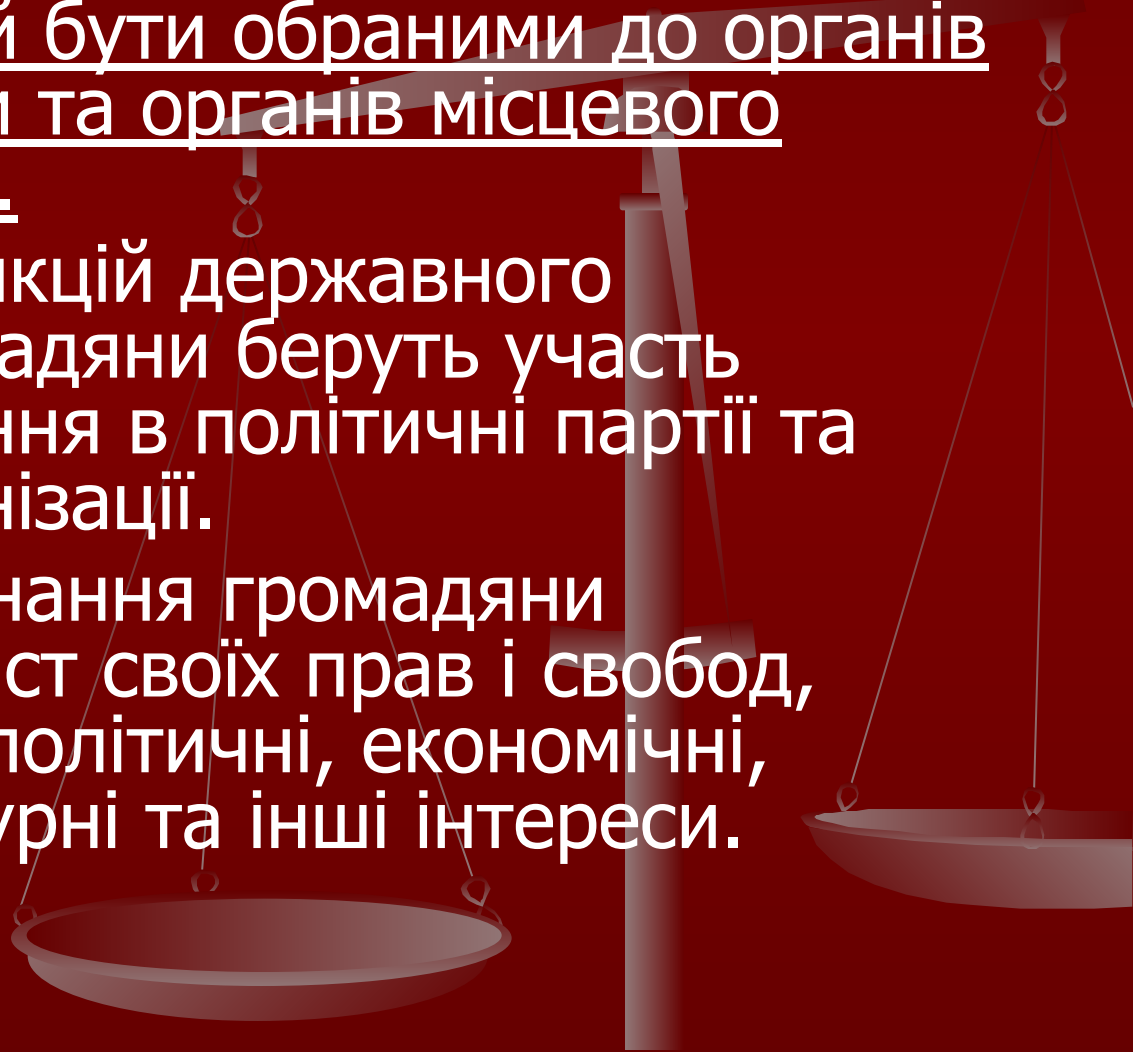 й бути обраними до органів
и та органів місцевого
.
нкцій державного
адяни беруть участь
ння в політичні партії та
нізації.
нання громадяни
ст своїх прав і свобод,
політичні, економічні,
урні та інші інтереси.